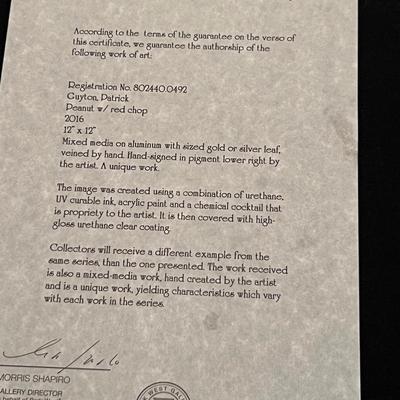 According to the terms of the guarantee on the verso of
this certificate, we guarantee the authorship of the
following work of art:
Registration No. 802440.0492
Guyton, Patrick
Peanut w/ red chop
2016
12" x 12"
Mixed media on aluminum with sized gold or silver leaf,
veined by hand. Hand-signed in pigment lower right by
the artist. A unique work.
The image was created using a combination of urethane,
UV curable ink, acrylic paint and a chemical cocktail that
is propriety to the artist. It is then covered with high-
gloss urethane clear coating.
Collectors will receive a different example from the
same series, than the one presented. The work received
is also a mixed-media work, hand created by the artist
and is a unique work, yielding characteristics which vary
with each work in the series.
MORRIS SHAPIRO
ALLERY DIRECTOR
WEST GAL